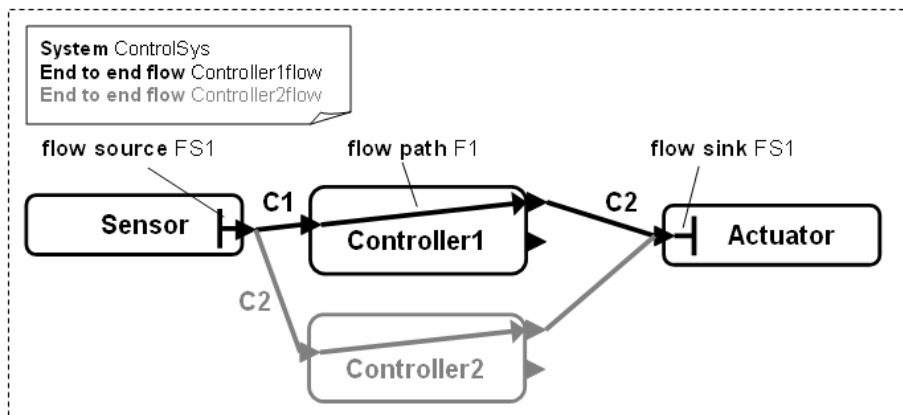 System ControlSys
End to end flow Controller1flow
End to end flow Controller2flow
flow source FS1
flow path F1
flow sink FS1
C1
C2
Sensor
Controller1
Actuator
C2
Controller2